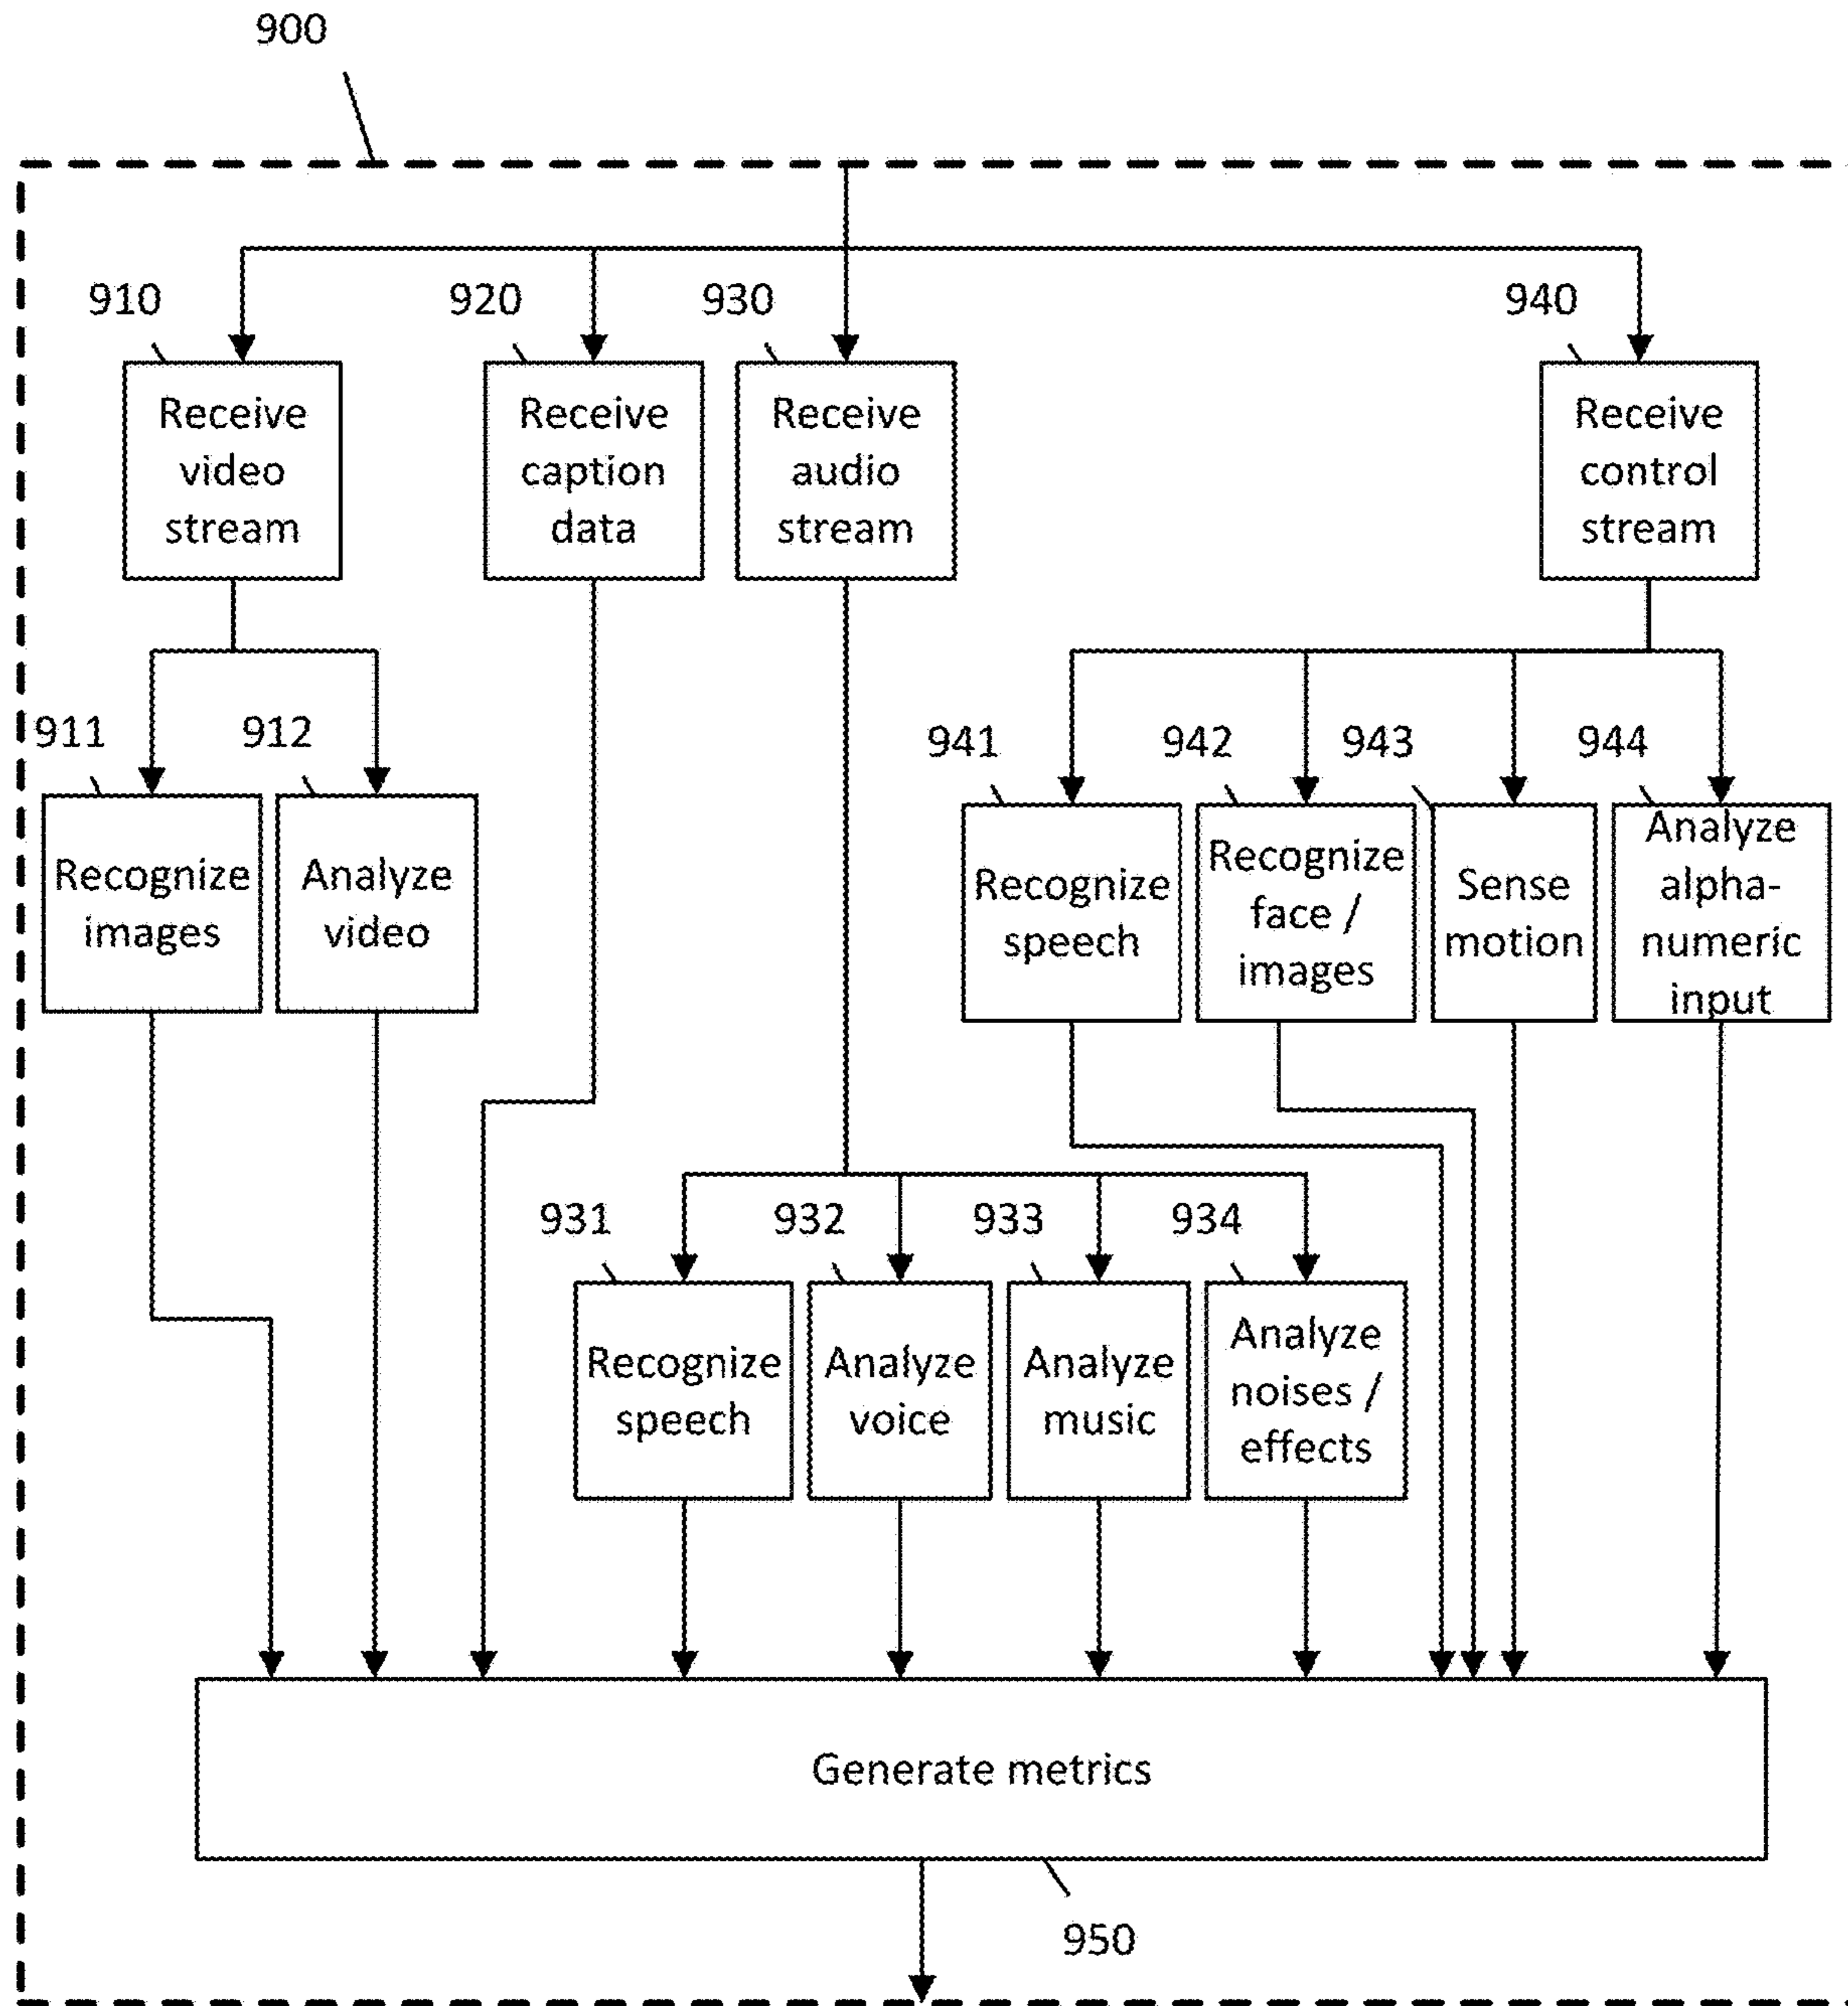 900
910
920
930
940
Receive
video
stream
Receive
caption
data
Receive
audio
stream
Receive
control
stream
911
912
941
942
943
944
Recognize
images
Analyze
video
Recognize
speech
Recognize
face /
images
Sense
motion
Analyze
alpha-
numeric
input
931
932
933
934
Recognize
speech
Analyze
voice
Analyze
music
Analyze
noises /
effects
Generate metrics
950